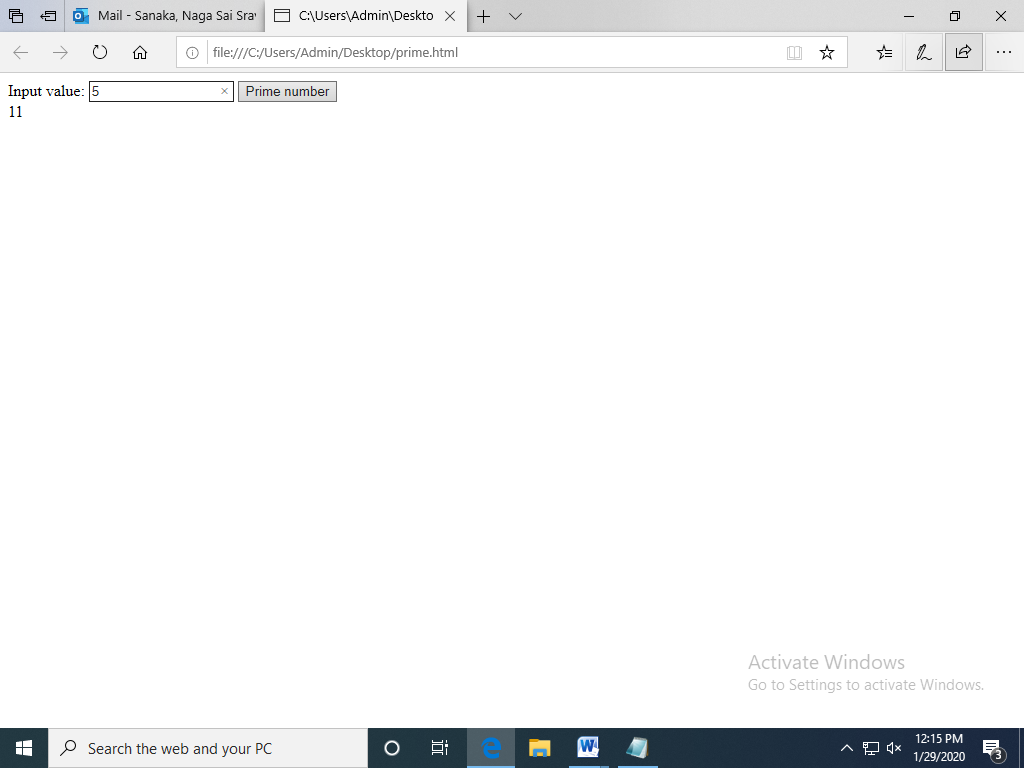 Mail - Sanaka, Naga Sai Sra
C:\Users\Admin\Deskto
file:///C:/Users/Admin/Desktop/prime.html
Input value: 5 × Prime number
11
Activate Windows
Go to Settings to activate Windows.
Search the web and your PC
12:15 PM
1/29/2020
3